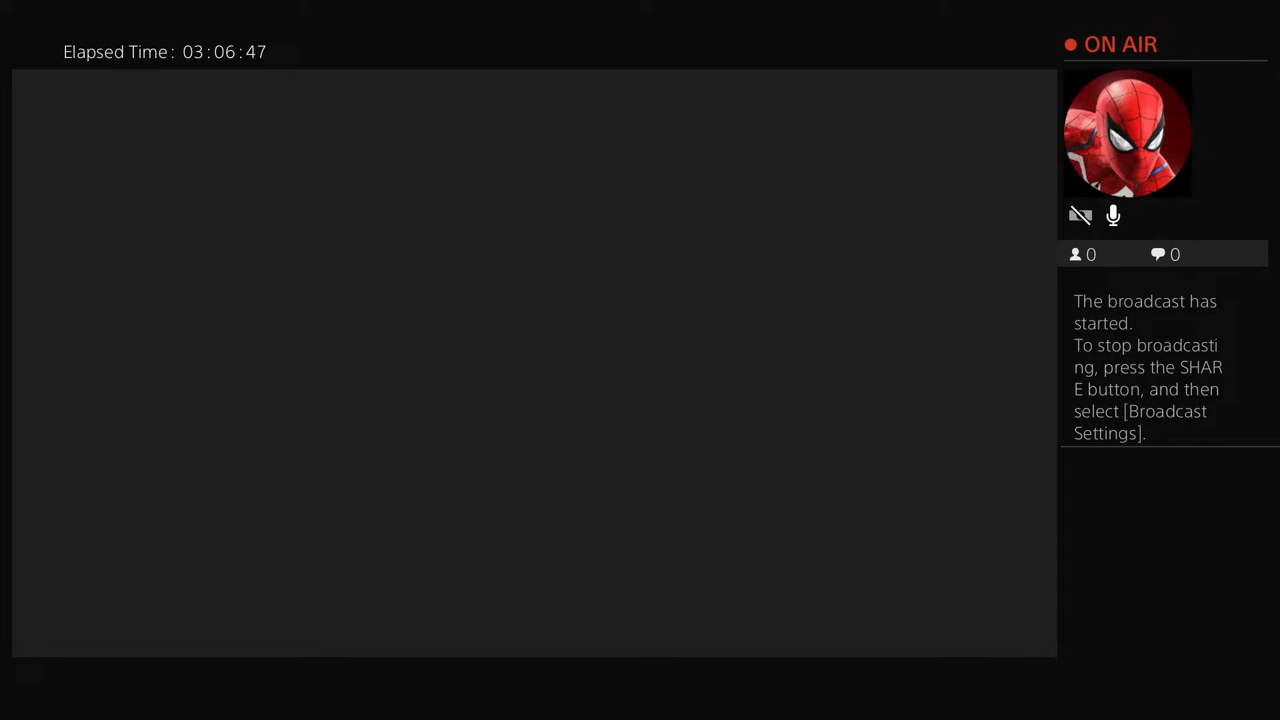 Elapsed Time: 03:06:47
ON AIR
0 0
The broadcast has
started.
To stop broadcasti
ng, press the SHAR
E button, and then
select [Broadcast
Settings].